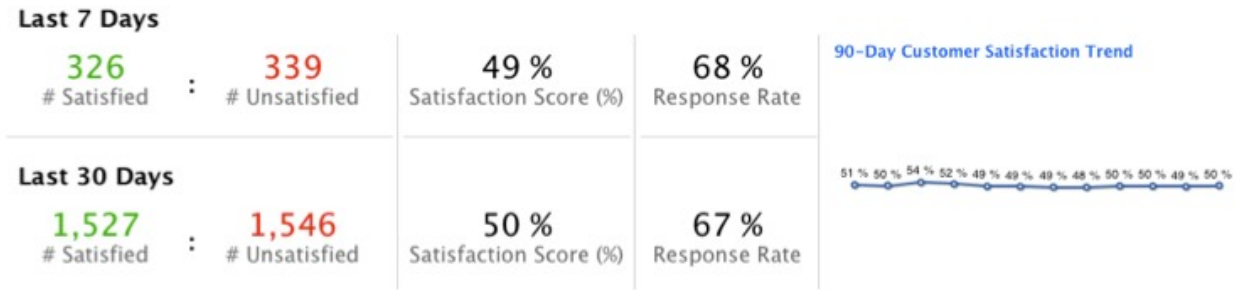 Last 7 Days
326 : 339
# Satisfied # Unsatisfied
49 %
Satisfaction Score (%)
68 %
Response Rate
Last 30 Days
1,527 : 1,546
# Satisfied # Unsatisfied
50 %
Satisfaction Score (%)
67 %
Response Rate
90-Day Customer Satisfaction Trend
51 % 50 % 54 % 52 % 49 % 49 % 49 % 48 % 50 % 50 % 49 % 50 %